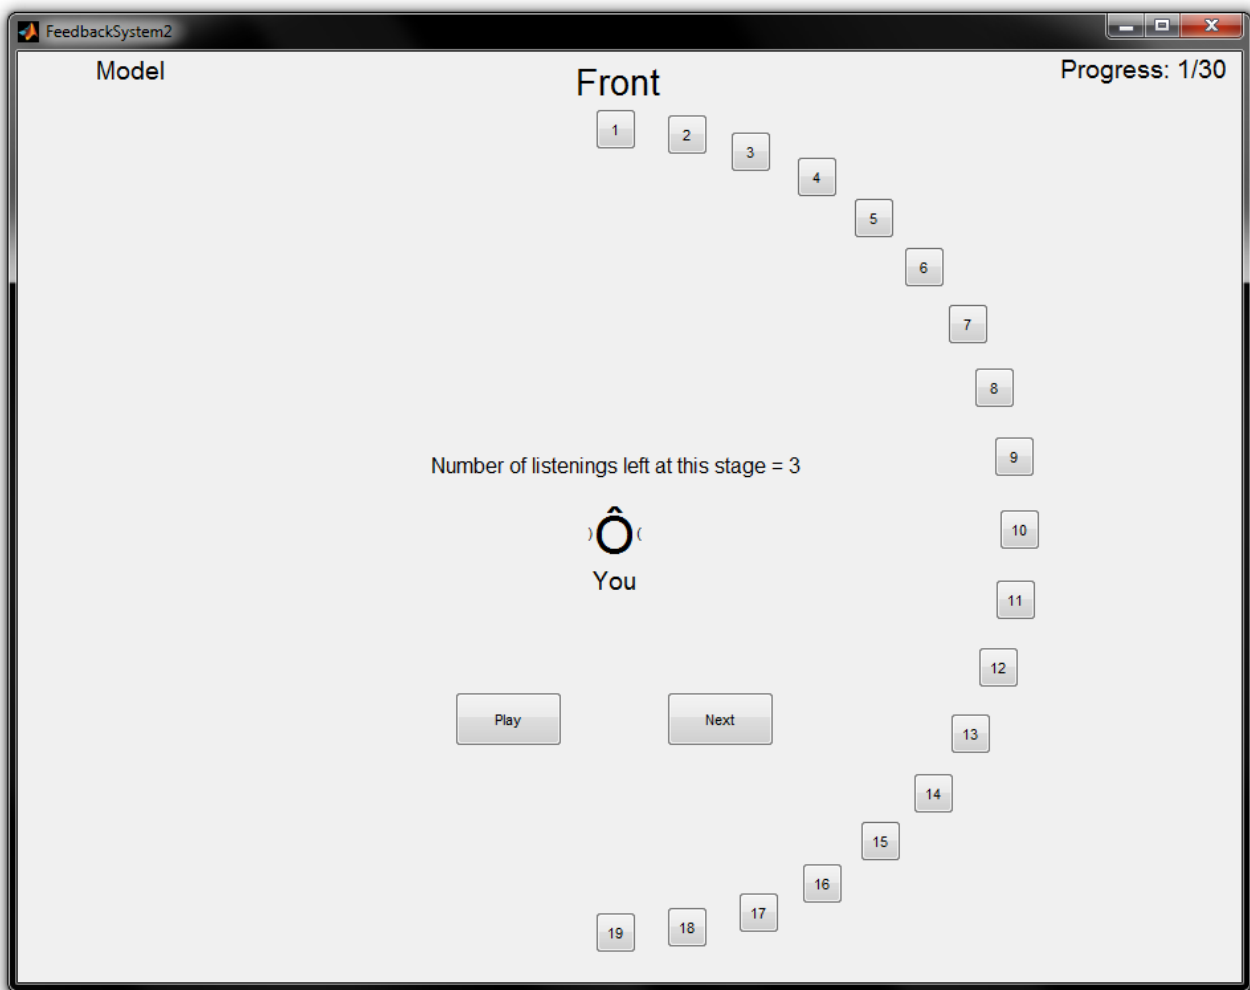 FeedbackSystem2
Model
Front
Progress: 1/30
1
2
3
4
5
6
7
8
9
Number of listenings left at this stage = 3
) Ô (
10
You
11
12
Play
Next
13
14
15
16
17
18
19